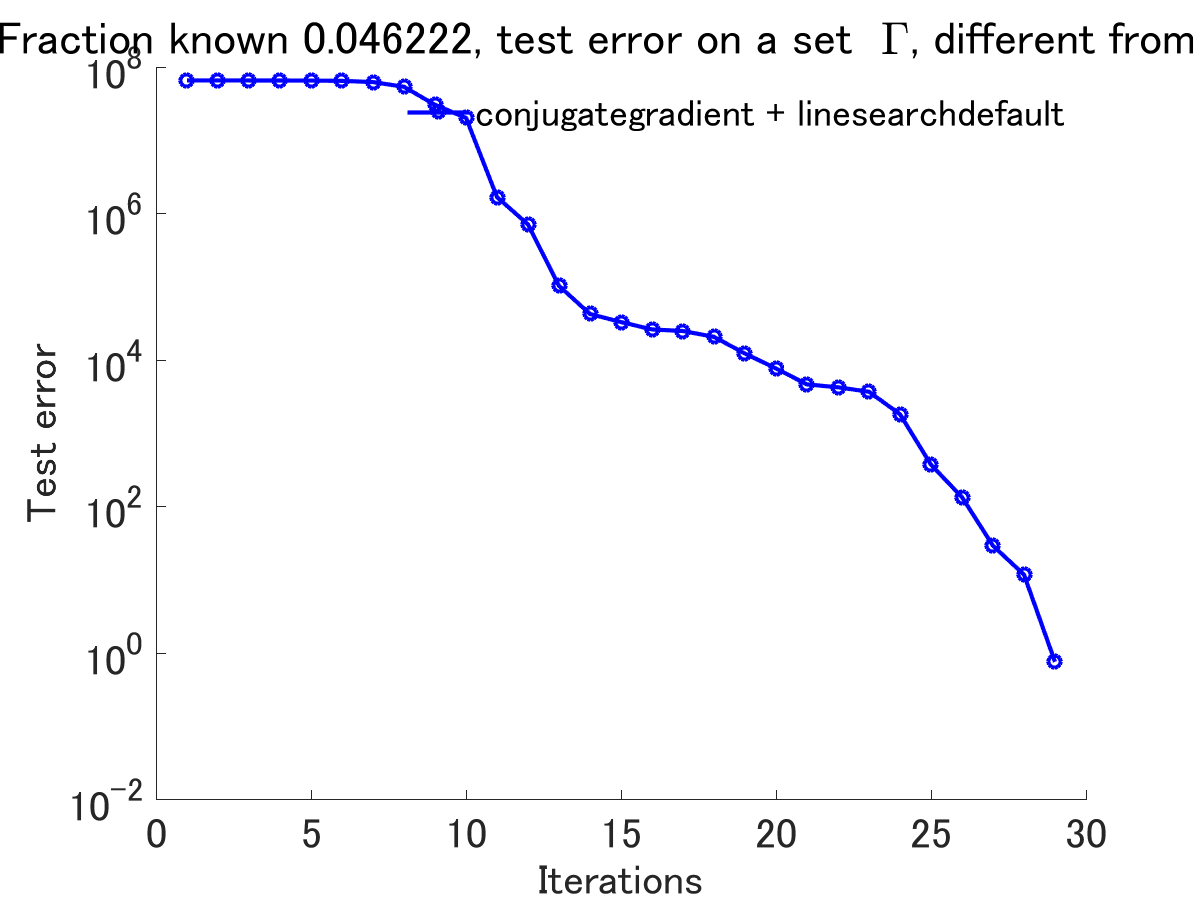 Fraction known 0.046222, test error on a set Γ, different from
conjugategradient + linesearchdefault
10^8
10^6
10^4
10^2
10^0
10^-2
Test error
0 5 10 15 20 25 30
Iterations